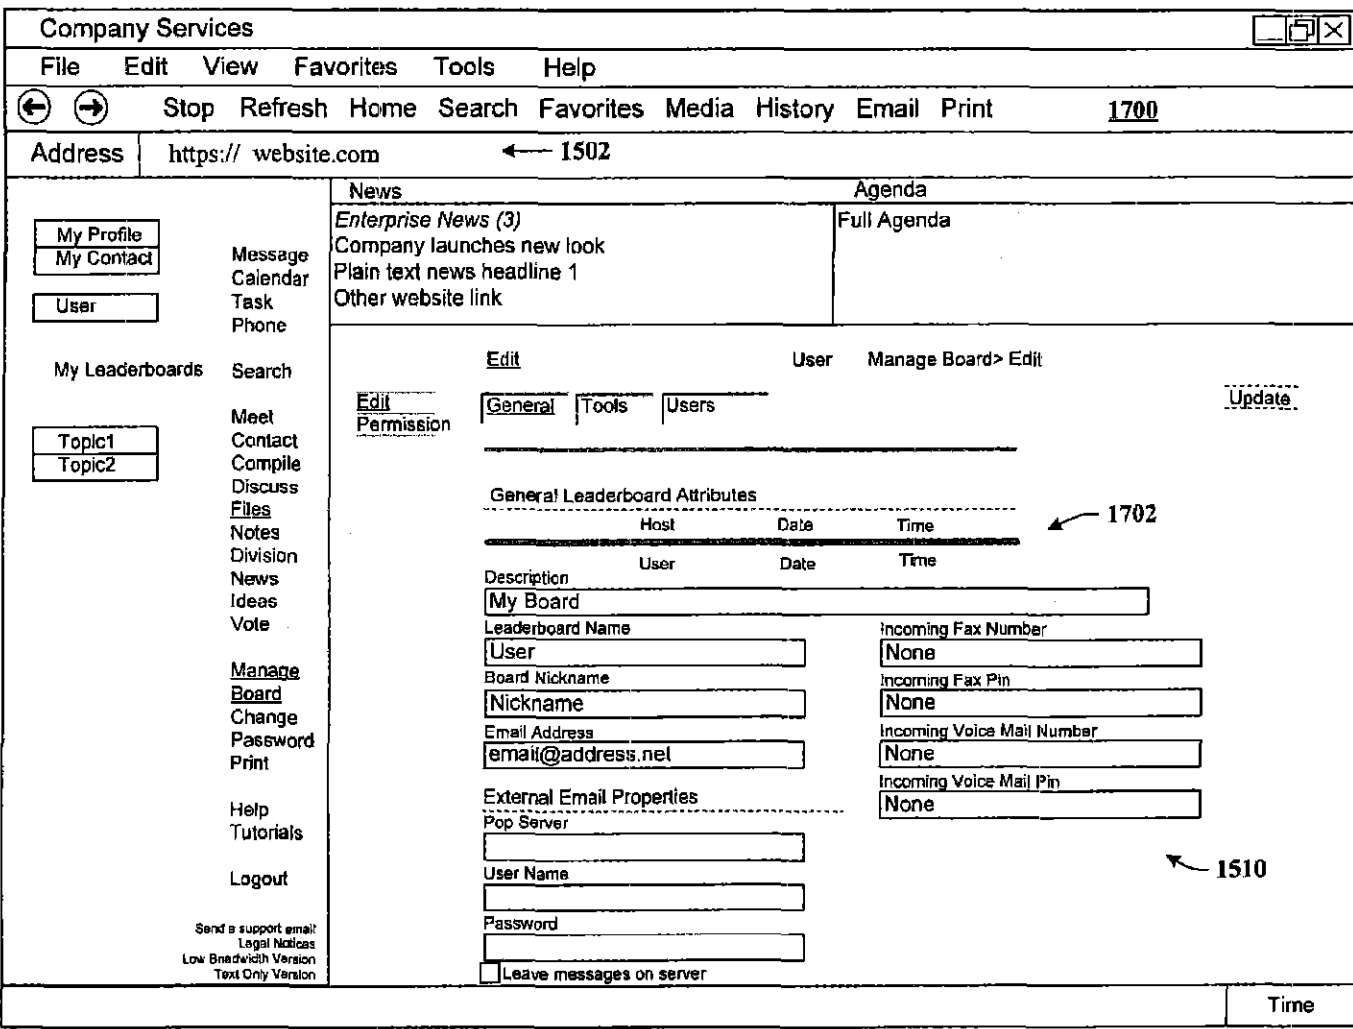 Company Services
File Edit View Favorites Tools Help
Stop Refresh Home Search Favorites Media History Email Print 1700
Address https:// website.com 1502
News Agenda
Enterprise News (3) Full Agenda
Company launches new look
Plain text news headline 1
Other website link
My Profile
My Contact
User
My Leaderboards
Topic1
Topic2
Message
Calendar
Task
Phone
Search
Meet
Contact
Compile
Discuss
Files
Notes
Division
News
Ideas
Vote
Manage
Board
Change
Password
Print
Help
Tutorials
Logout
Send a support email
Legal Notices
Low Bnadwidth Version
Text Only Version
Edit User Manage Board> Edit
Edit General Tools Users Update
Permission
General Leaderboard Attributes
1702
Host Date Time
User Date Time
Description
My Board
Leaderboard Name
User
Board Nickname
Nickname
Email Address
email@address.net
Incoming Fax Number
None
Incoming Fax Pin
None
Incoming Voice Mail Number
None
Incoming Voice Mail Pin
None
External Email Properties
Pop Server
User Name
Password
Leave messages on server
1510
Time